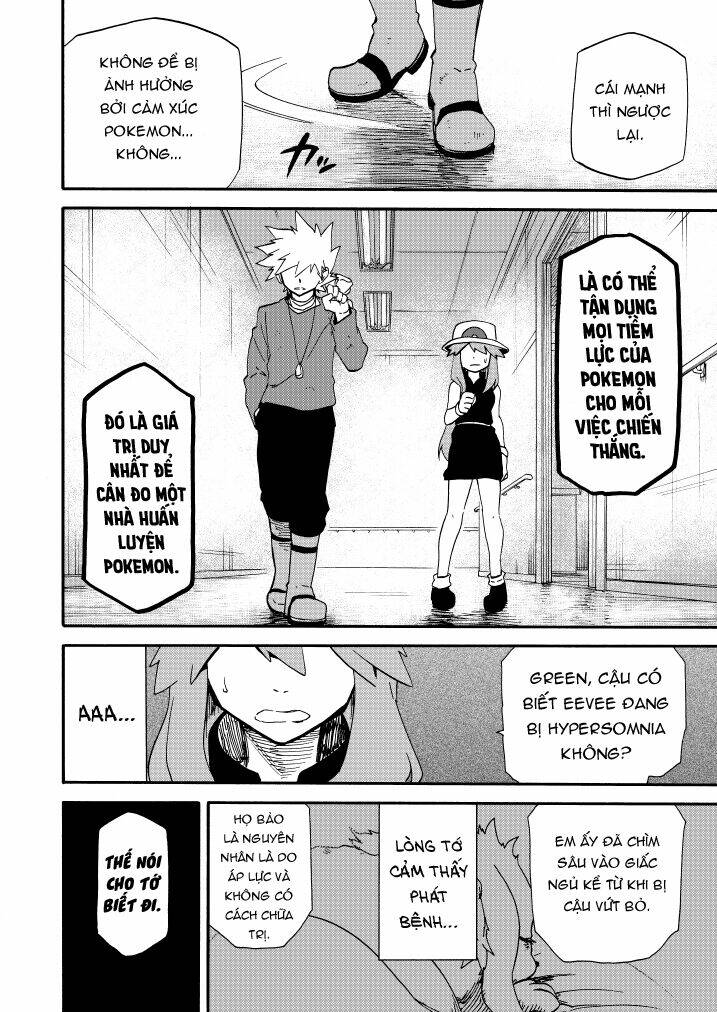 CÁI MẠNH
THÌ NGƯỢC
LẠI.
KHÔNG ĐỂ BỊ
ẢNH HƯỞNG
BỞI CẢM XÚC
POKEMON...
KHÔNG...
カッ
LÀ CÓ THỂ
TẬN DỤNG
MỌI TIỀM
LỰC CỦA
POKEMON
CHO MỖI
VIỆC CHIẾN
THẮNG.
ĐÓ LÀ GIÁ
TRỊ DUY
NHẤT ĐỂ
CÂN ĐO MỘT
NHÀ HUẤN
LUYỆN
POKEMON.
GREEN, CẬU CÓ
BIẾT EEVEE ĐANG
BỊ HYPERSOMNIA
KHÔNG?
AAA...
EM ẤY ĐÃ CHÌM
SÂU VÀO GIẤC
NGỦ KỂ TỪ KHI BỊ
CẬU VỨT BỎ.
LÒNG TỚ
CẢM THẤY
PHÁT
BỆNH...
HỌ BẢO
LÀ NGUYÊN
NHÂN LÀ DO
ÁP LỰC VÀ
KHÔNG CÓ
CÁCH CHỮA
TRỊ.
THẾ NÓI
CHO TỚ
BIẾT ĐI.